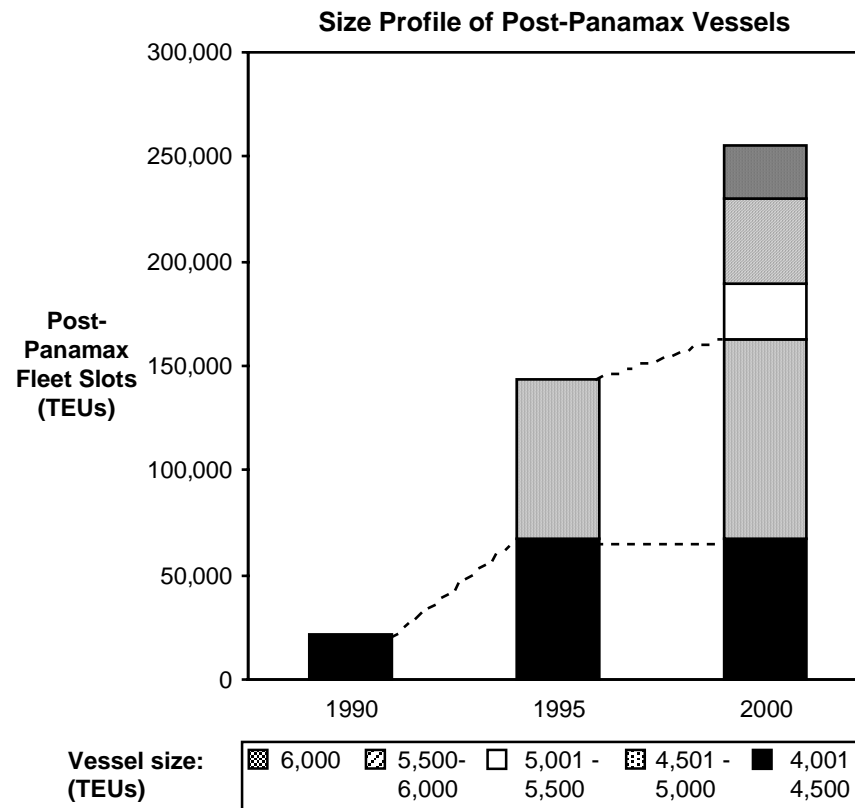 Size Profile of Post-Panamax Vessels
300,000
250,000
200,000
150,000
100,000
50,000
0
Post-
Panamax
Fleet Slots
(TEUs)
1990 1995 2000
Vessel size:
(TEUs)
6,000
5,500-
6,000
5,001 -
5,500
4,501 -
5,000
4,001
4,500